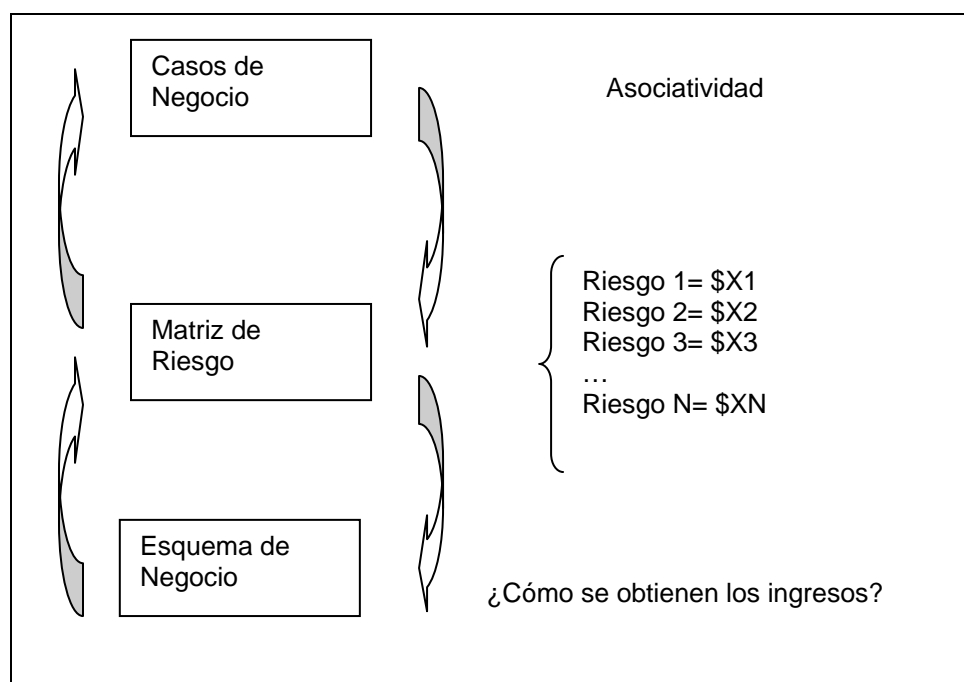 Casos de
Negocio
Asociatividad
Matriz de
Riesgo
Riesgo 1= $X1
Riesgo 2= $X2
Riesgo 3= $X3
…
Riesgo N= $XN
Esquema de
Negocio
¿Cómo se obtienen los ingresos?